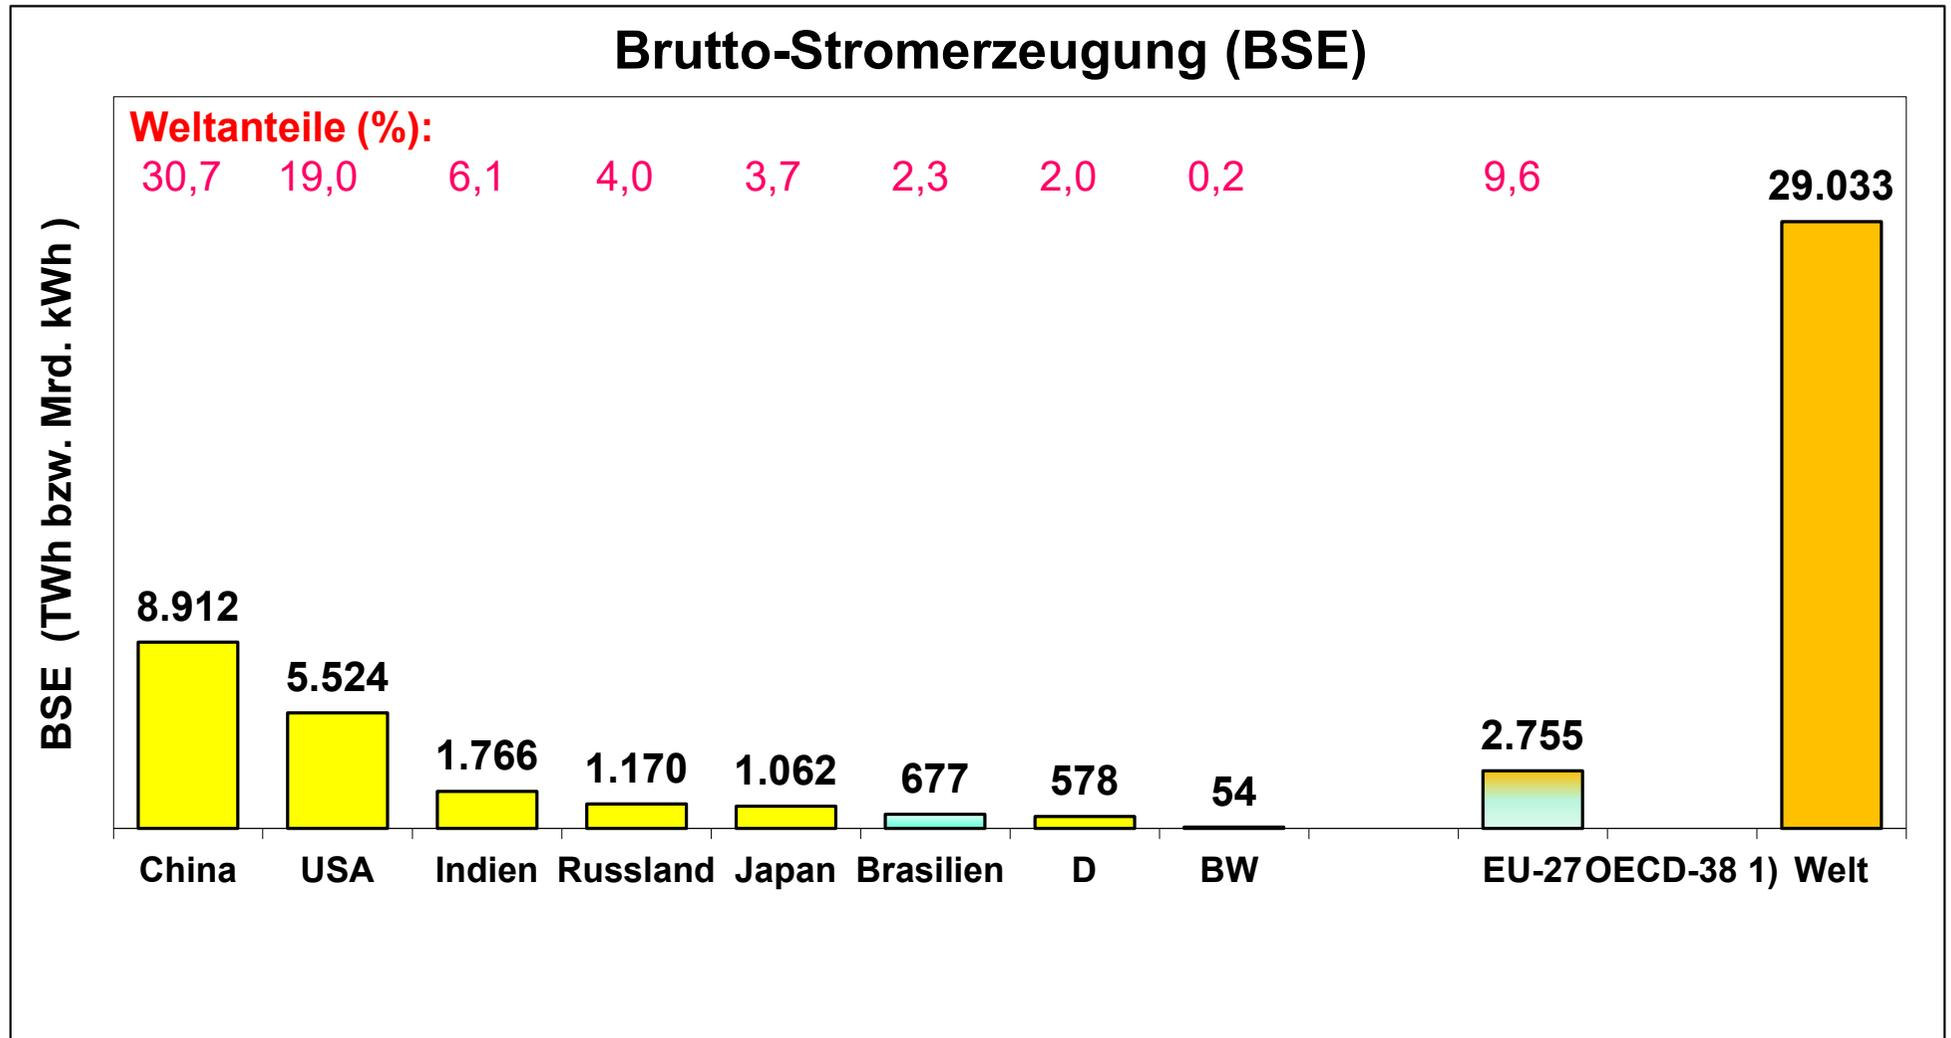 Brutto-Stromerzeugung (BSE)
Weltanteile (%):
30,7 19,0 6,1 4,0 3,7 2,3 2,0 0,2 9,6
29.033
BSE (TWh bzw. Mrd. kWh )
8.912
5.524
1.766
1.170
1.062
677
578
54
2.755
China USA Indien Russland Japan Brasilien D BW EU-27 OECD-38 1) Welt